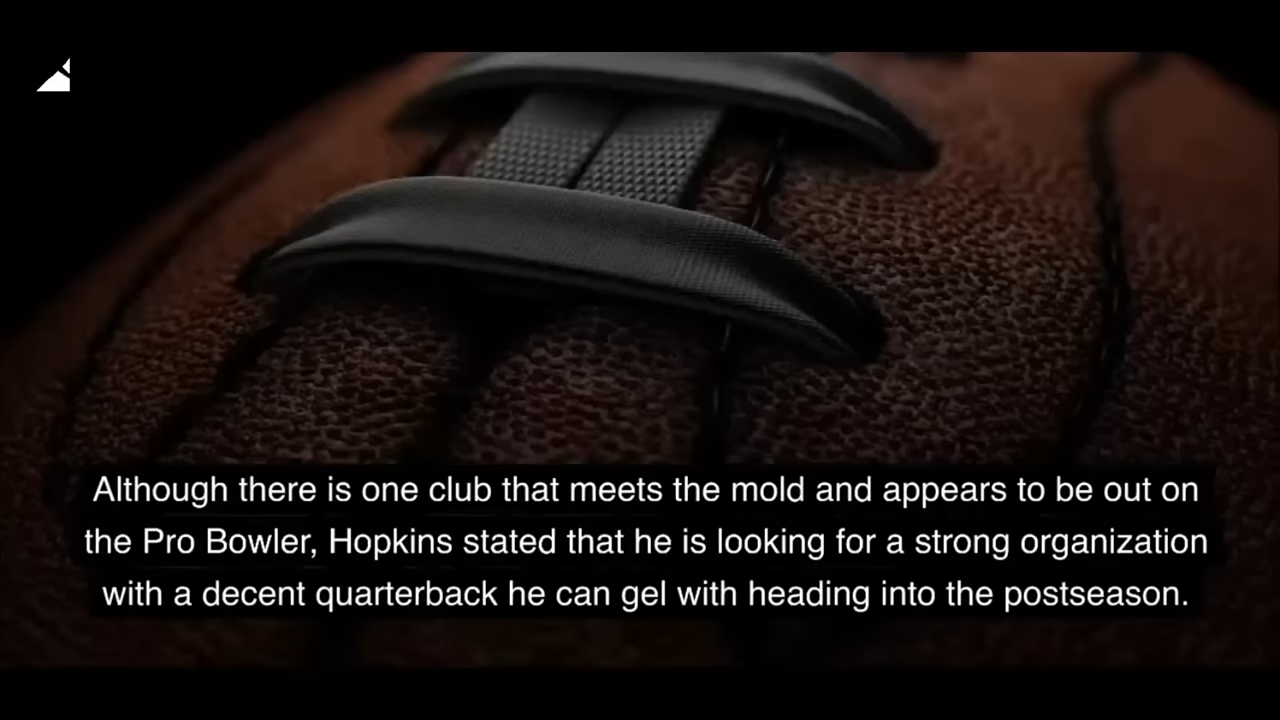 Although there is one club that meets the mold and appears to be out on
the Pro Bowler, Hopkins stated that he is looking for a strong organization
with a decent quarterback he can gel with heading into the postseason.